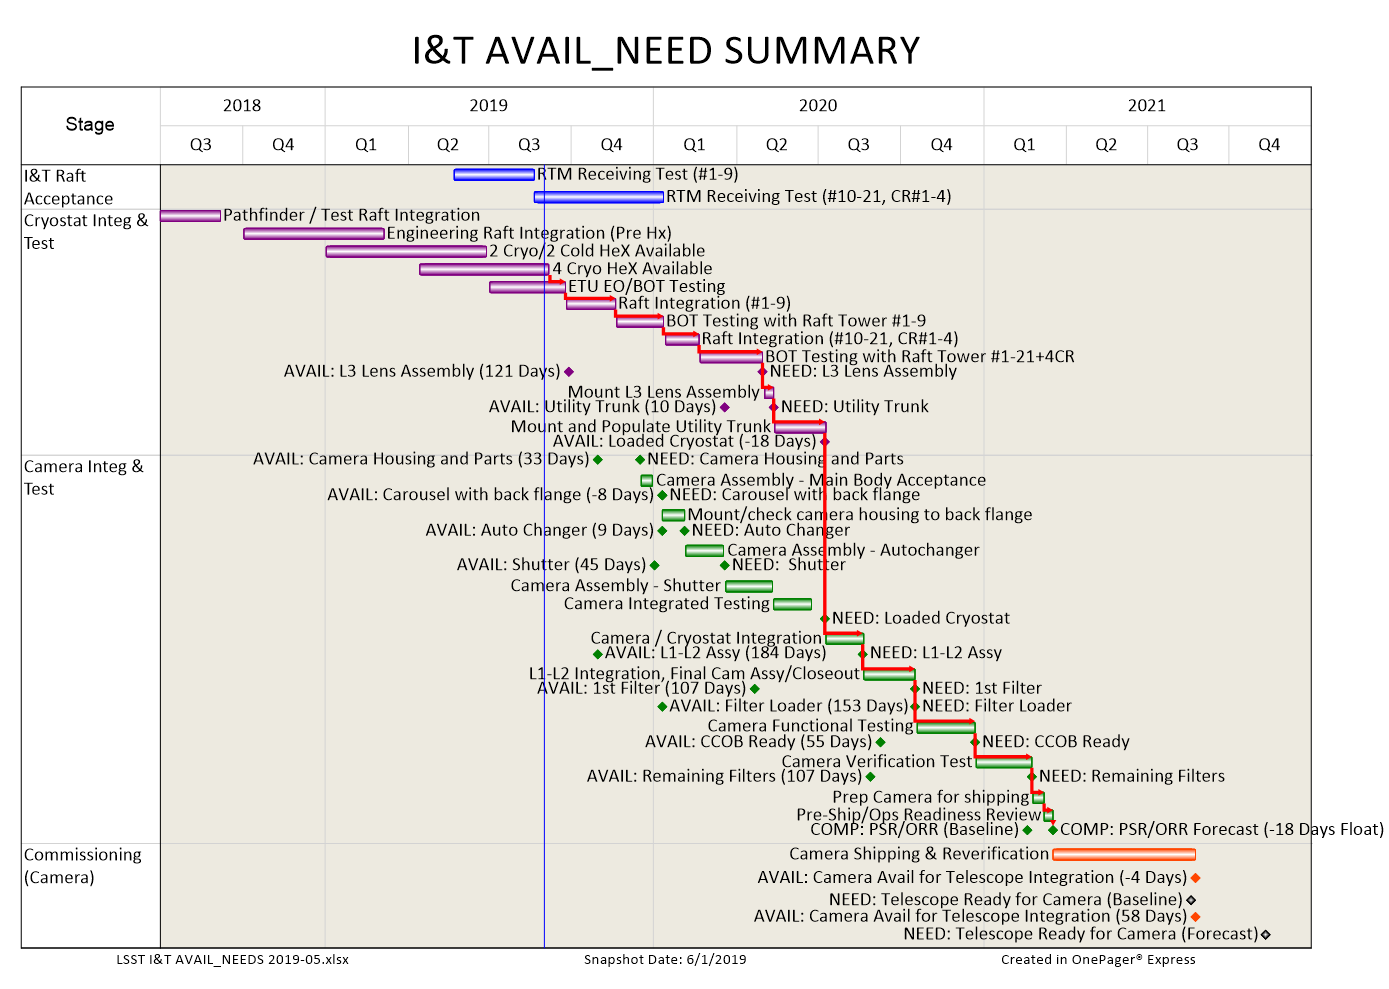 I&T AVAIL_NEED SUMMARY
Stage
2018 2019 2020 2021
Q3 Q4 Q1 Q2 Q3 Q4 Q1 Q2 Q3 Q4 Q1 Q2 Q3 Q4
I&T Raft
Acceptance
RTM Receiving Test (#1-9)
RTM Receiving Test (#10-21, CR#1-4)
Cryostat Integ &
Test
Pathfinder / Test Raft Integration
Engineering Raft Integration (Pre Hx)
2 Cryo/2 Cold HeX Available
4 Cryo HeX Available
ETU EO/BOT Testing
Raft Integration (#1-9)
BOT Testing with Raft Tower #1-9
Raft Integration (#10-21, CR#1-4)
BOT Testing with Raft Tower #1-21+4CR
AVAIL: L3 Lens Assembly (121 Days) NEED: L3 Lens Assembly
Mount L3 Lens Assembly
AVAIL: Utility Trunk (10 Days) NEED: Utility Trunk
Mount and Populate Utility Trunk
AVAIL: Loaded Cryostat (-18 Days)
Camera Integ &
Test
AVAIL: Camera Housing and Parts (33 Days) NEED: Camera Housing and Parts
Camera Assembly - Main Body Acceptance
AVAIL: Carousel with back flange (-8 Days) NEED: Carousel with back flange
Mount/check camera housing to back flange
AVAIL: Auto Changer (9 Days) NEED: Auto Changer
Camera Assembly - Autochanger
AVAIL: Shutter (45 Days) NEED: Shutter
Camera Assembly - Shutter
Camera Integrated Testing
NEED: Loaded Cryostat
Camera / Cryostat Integration
AVAIL: L1-L2 Assy (184 Days) NEED: L1-L2 Assy
L1-L2 Integration, Final Cam Assy/Closeout
AVAIL: 1st Filter (107 Days) NEED: 1st Filter
AVAIL: Filter Loader (153 Days) NEED: Filter Loader
Camera Functional Testing
AVAIL: CCOB Ready (55 Days) NEED: CCOB Ready
Camera Verification Test
AVAIL: Remaining Filters (107 Days) NEED: Remaining Filters
Prep Camera for shipping
Pre-Ship/Ops Readiness Review
COMP: PSR/ORR (Baseline) COMP: PSR/ORR Forecast (-18 Days Float)
Commissioning
(Camera)
Camera Shipping & Reverification
AVAIL: Camera Avail for Telescope Integration (-4 Days)
NEED: Telescope Ready for Camera (Baseline)
AVAIL: Camera Avail for Telescope Integration (58 Days)
NEED: Telescope Ready for Camera (Forecast)
LSST I&T AVAIL_NEEDS 2019-05.xlsx Snapshot Date: 6/1/2019 Created in OnePager® Express